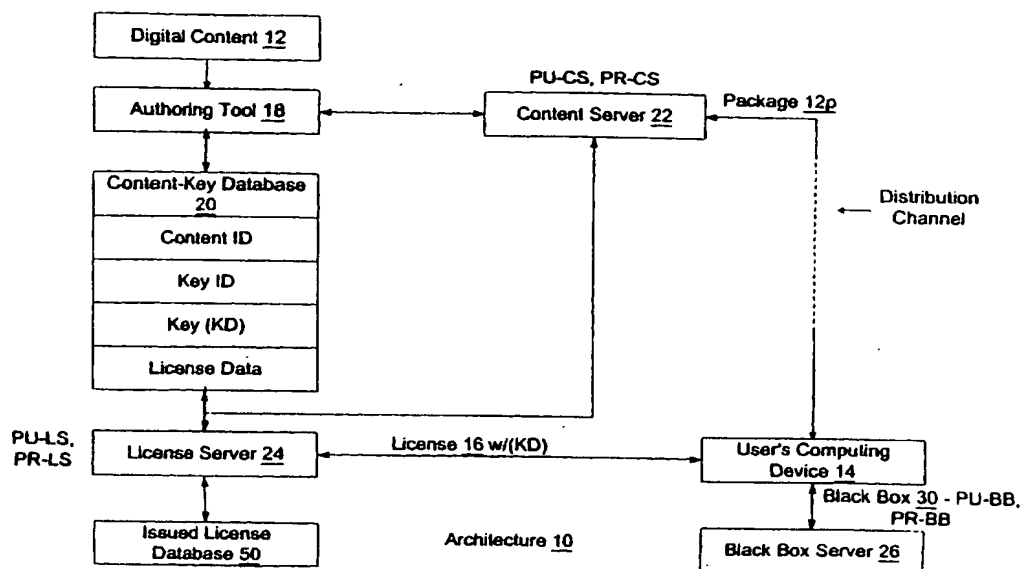 Digital Content 12
PU-CS, PR-CS
Package 12p
Authoring Tool 18
Content Server 22
Content-Key Database
20
Content ID
Key ID
Key (KD)
License Data
Distribution
Channel
PU-LS,
PR-LS
License Server 24
License 16 w/(KD)
User's Computing
Device 14
Black Box 30 - PU-BB,
PR-BB
Issued License
Database 50
Architecture 10
Black Box Server 26